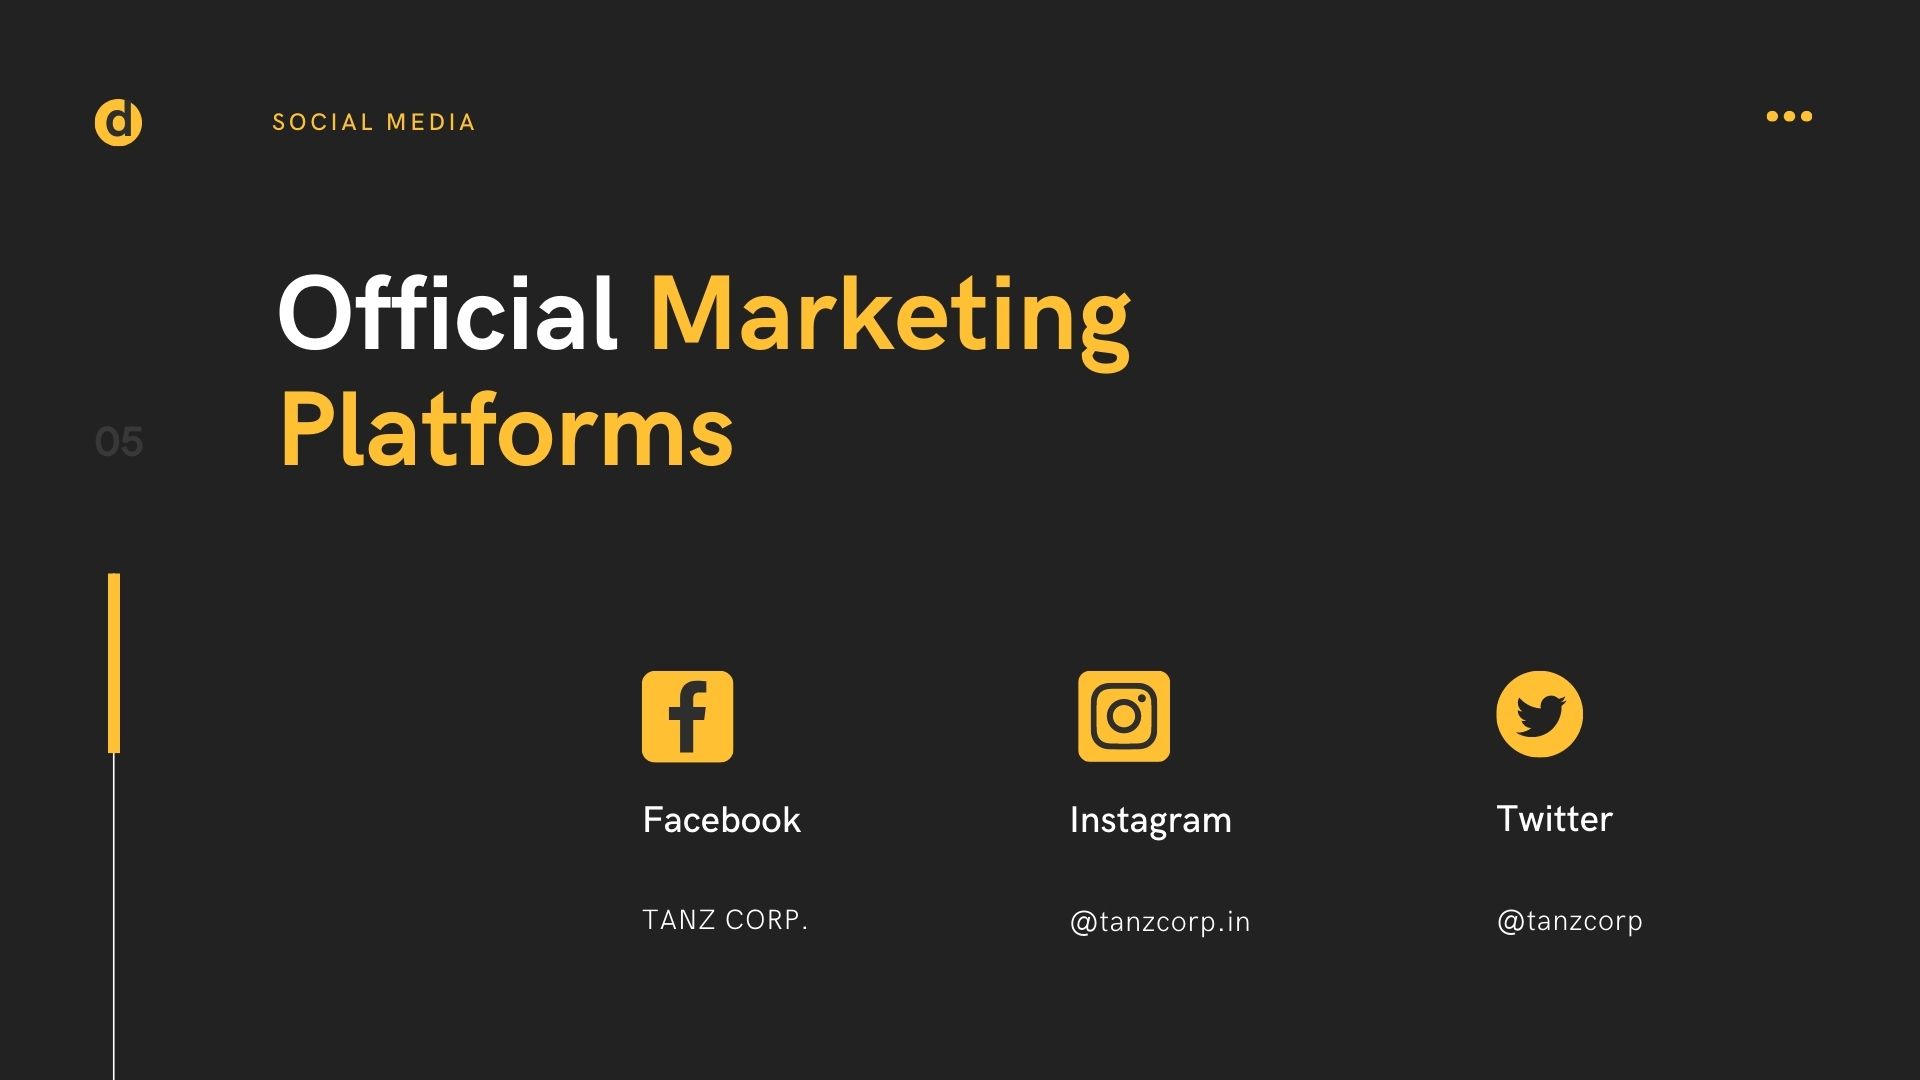 d
SOCIAL MEDIA
Official Marketing
Platforms
05
Facebook
Instagram
Twitter
TANZ CORP.
@tanzcorp.in
@tanzcorp